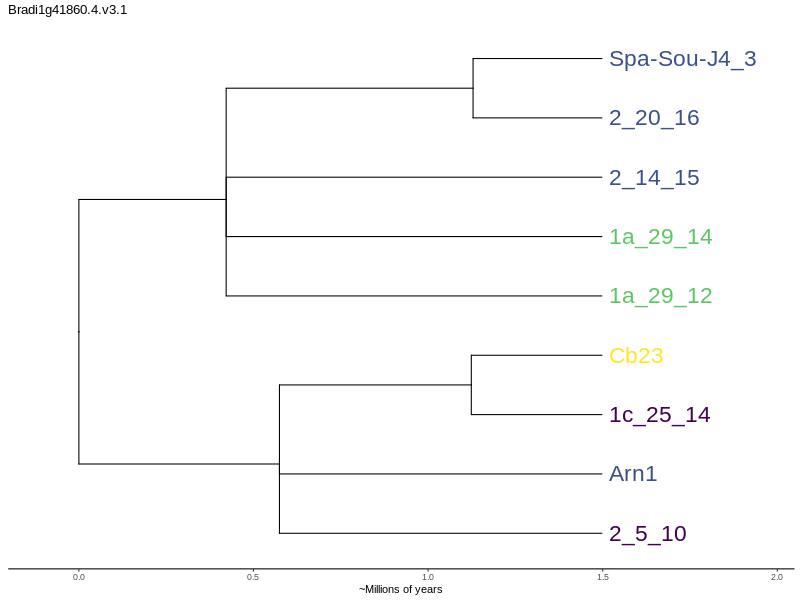 Bradi1g41860.4.v3.1
Spa-Sou-J4_3
2_20_16
2_14_15
1a_29_14
1a_29_12
Cb23
1c_25_14
Arn1
2_5_10
0.0 0.5 1.0 1.5 2.0
~Millions of years